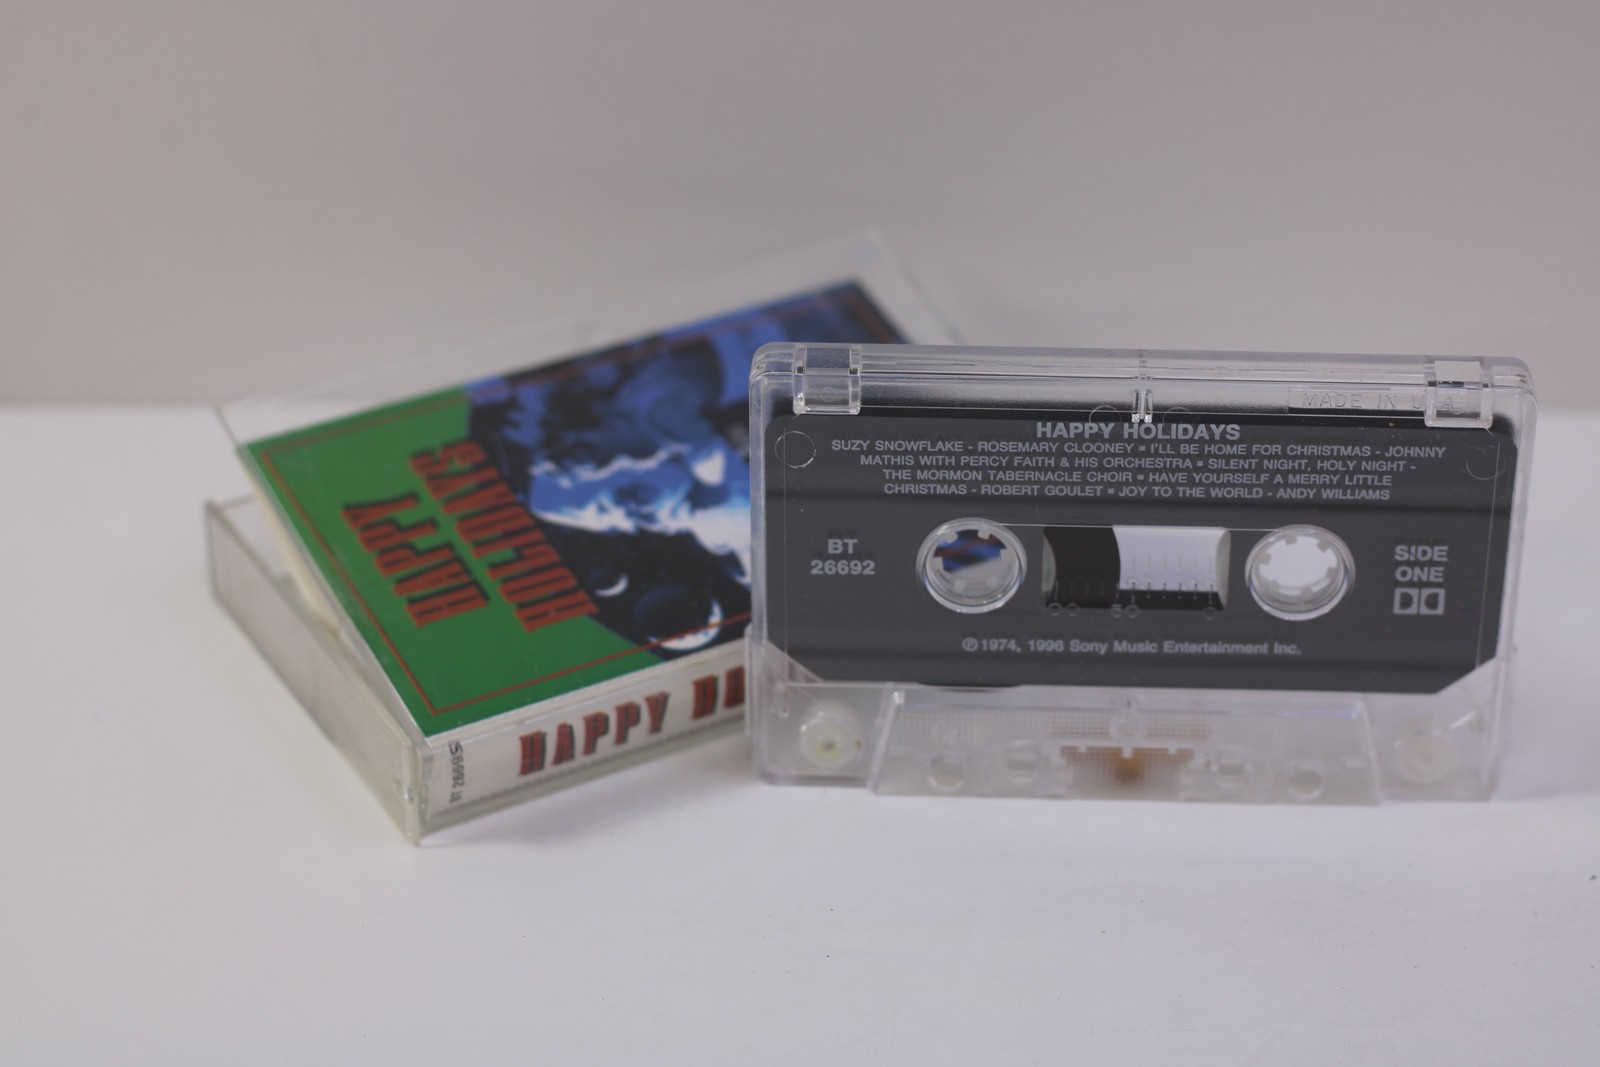 HAPPY
HOLIDAYS
HAPPY
BT 26692
MADE IN U.S.A.
HAPPY HOLIDAYS
SUZY SNOWFLAKE - ROSEMARY CLOONEY ▪ I'LL BE HOME FOR CHRISTMAS - JOHNNY
MATHIS WITH PERCY FAITH & HIS ORCHESTRA ▪ SILENT NIGHT, HOLY NIGHT -
THE MORMON TABERNACLE CHOIR ▪ HAVE YOURSELF A MERRY LITTLE
CHRISTMAS - ROBERT GOULET ▪ JOY TO THE WORLD - ANDY WILLIAMS
BT
26692
SIDE
ONE
℗1974, 1996 Sony Music Entertainment Inc.